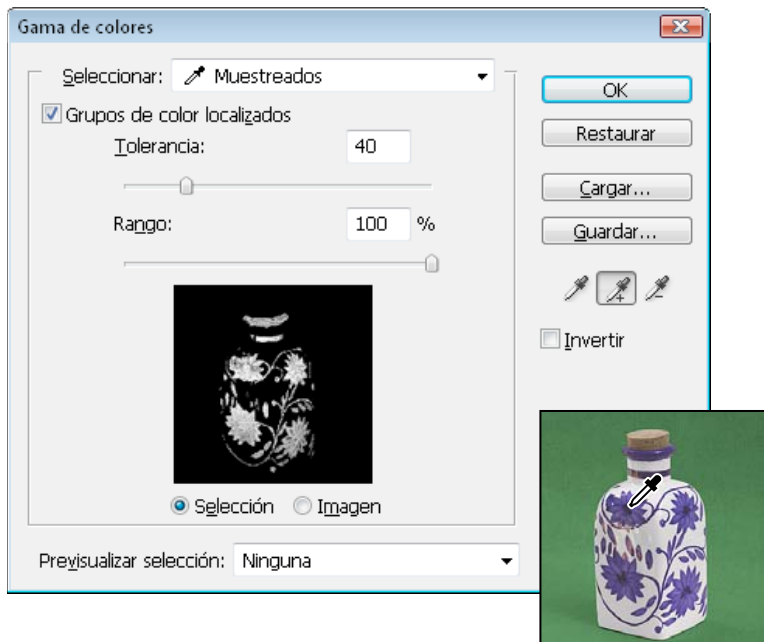 Gama de colores
Seleccionar: Muestreados
Grupos de color localizados
Tolerancia: 40
Rango: 100 %
Selección Imagen
Previsualizar selección: Ninguna
OK
Restaurar
Cargar...
Guardar...
Invertir